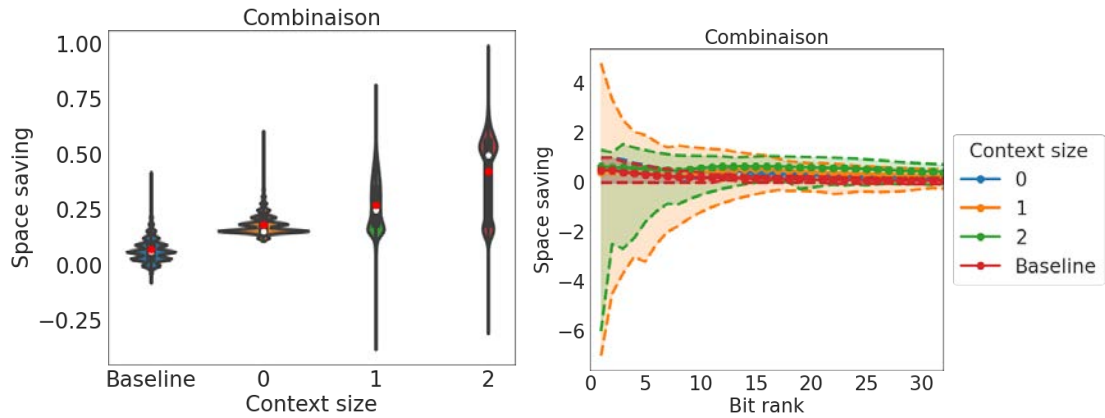 Combinaison
1.00
0.75
0.50
0.25
0.00
−0.25
Space saving
Baseline 0 1 2
Context size
Combinaison
4
2
0
−2
−4
−6
Space saving
0 5 10 15 20 25 30
Bit rank
Context size
0
1
2
Baseline